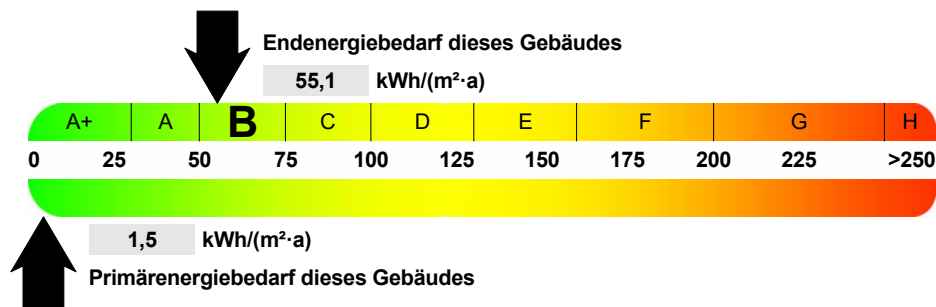 Endenergiebedarf dieses Gebäudes
55,1 kWh/(m²·a)
A+ A B C D E F G H
0 25 50 75 100 125 150 175 200 225 >250
1,5 kWh/(m²·a)
Primärenergiebedarf dieses Gebäudes